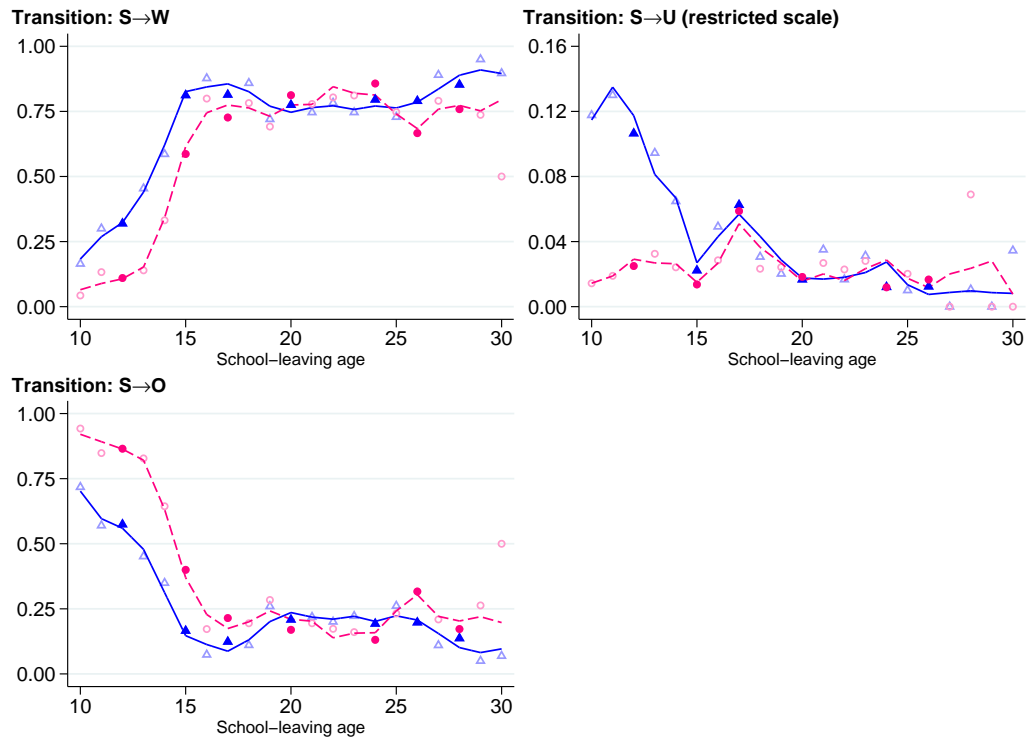 Transition: S→W
1.00
0.75
0.50
0.25
0.00
10 15 20 25 30
School−leaving age
Transition: S→U (restricted scale)
0.16
0.12
0.08
0.04
0.00
10 15 20 25 30
School−leaving age
Transition: S→O
1.00
0.75
0.50
0.25
0.00
10 15 20 25 30
School−leaving age